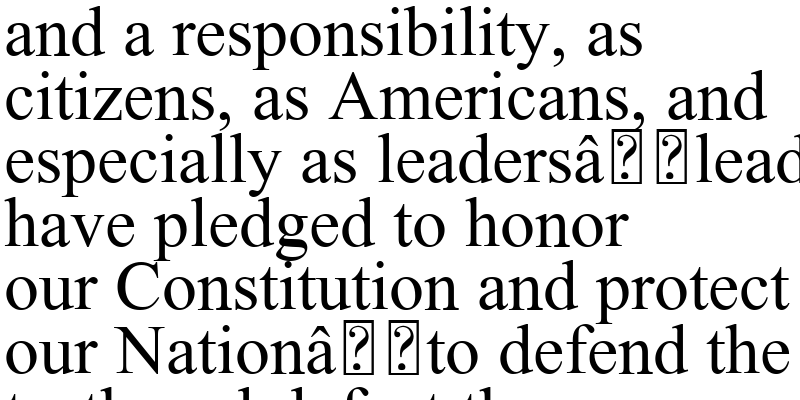 and a responsibility, as
citizens, as Americans, and
especially as leadersâ��lead
have pledged to honor
our Constitution and protect
our Nationâ��to defend the